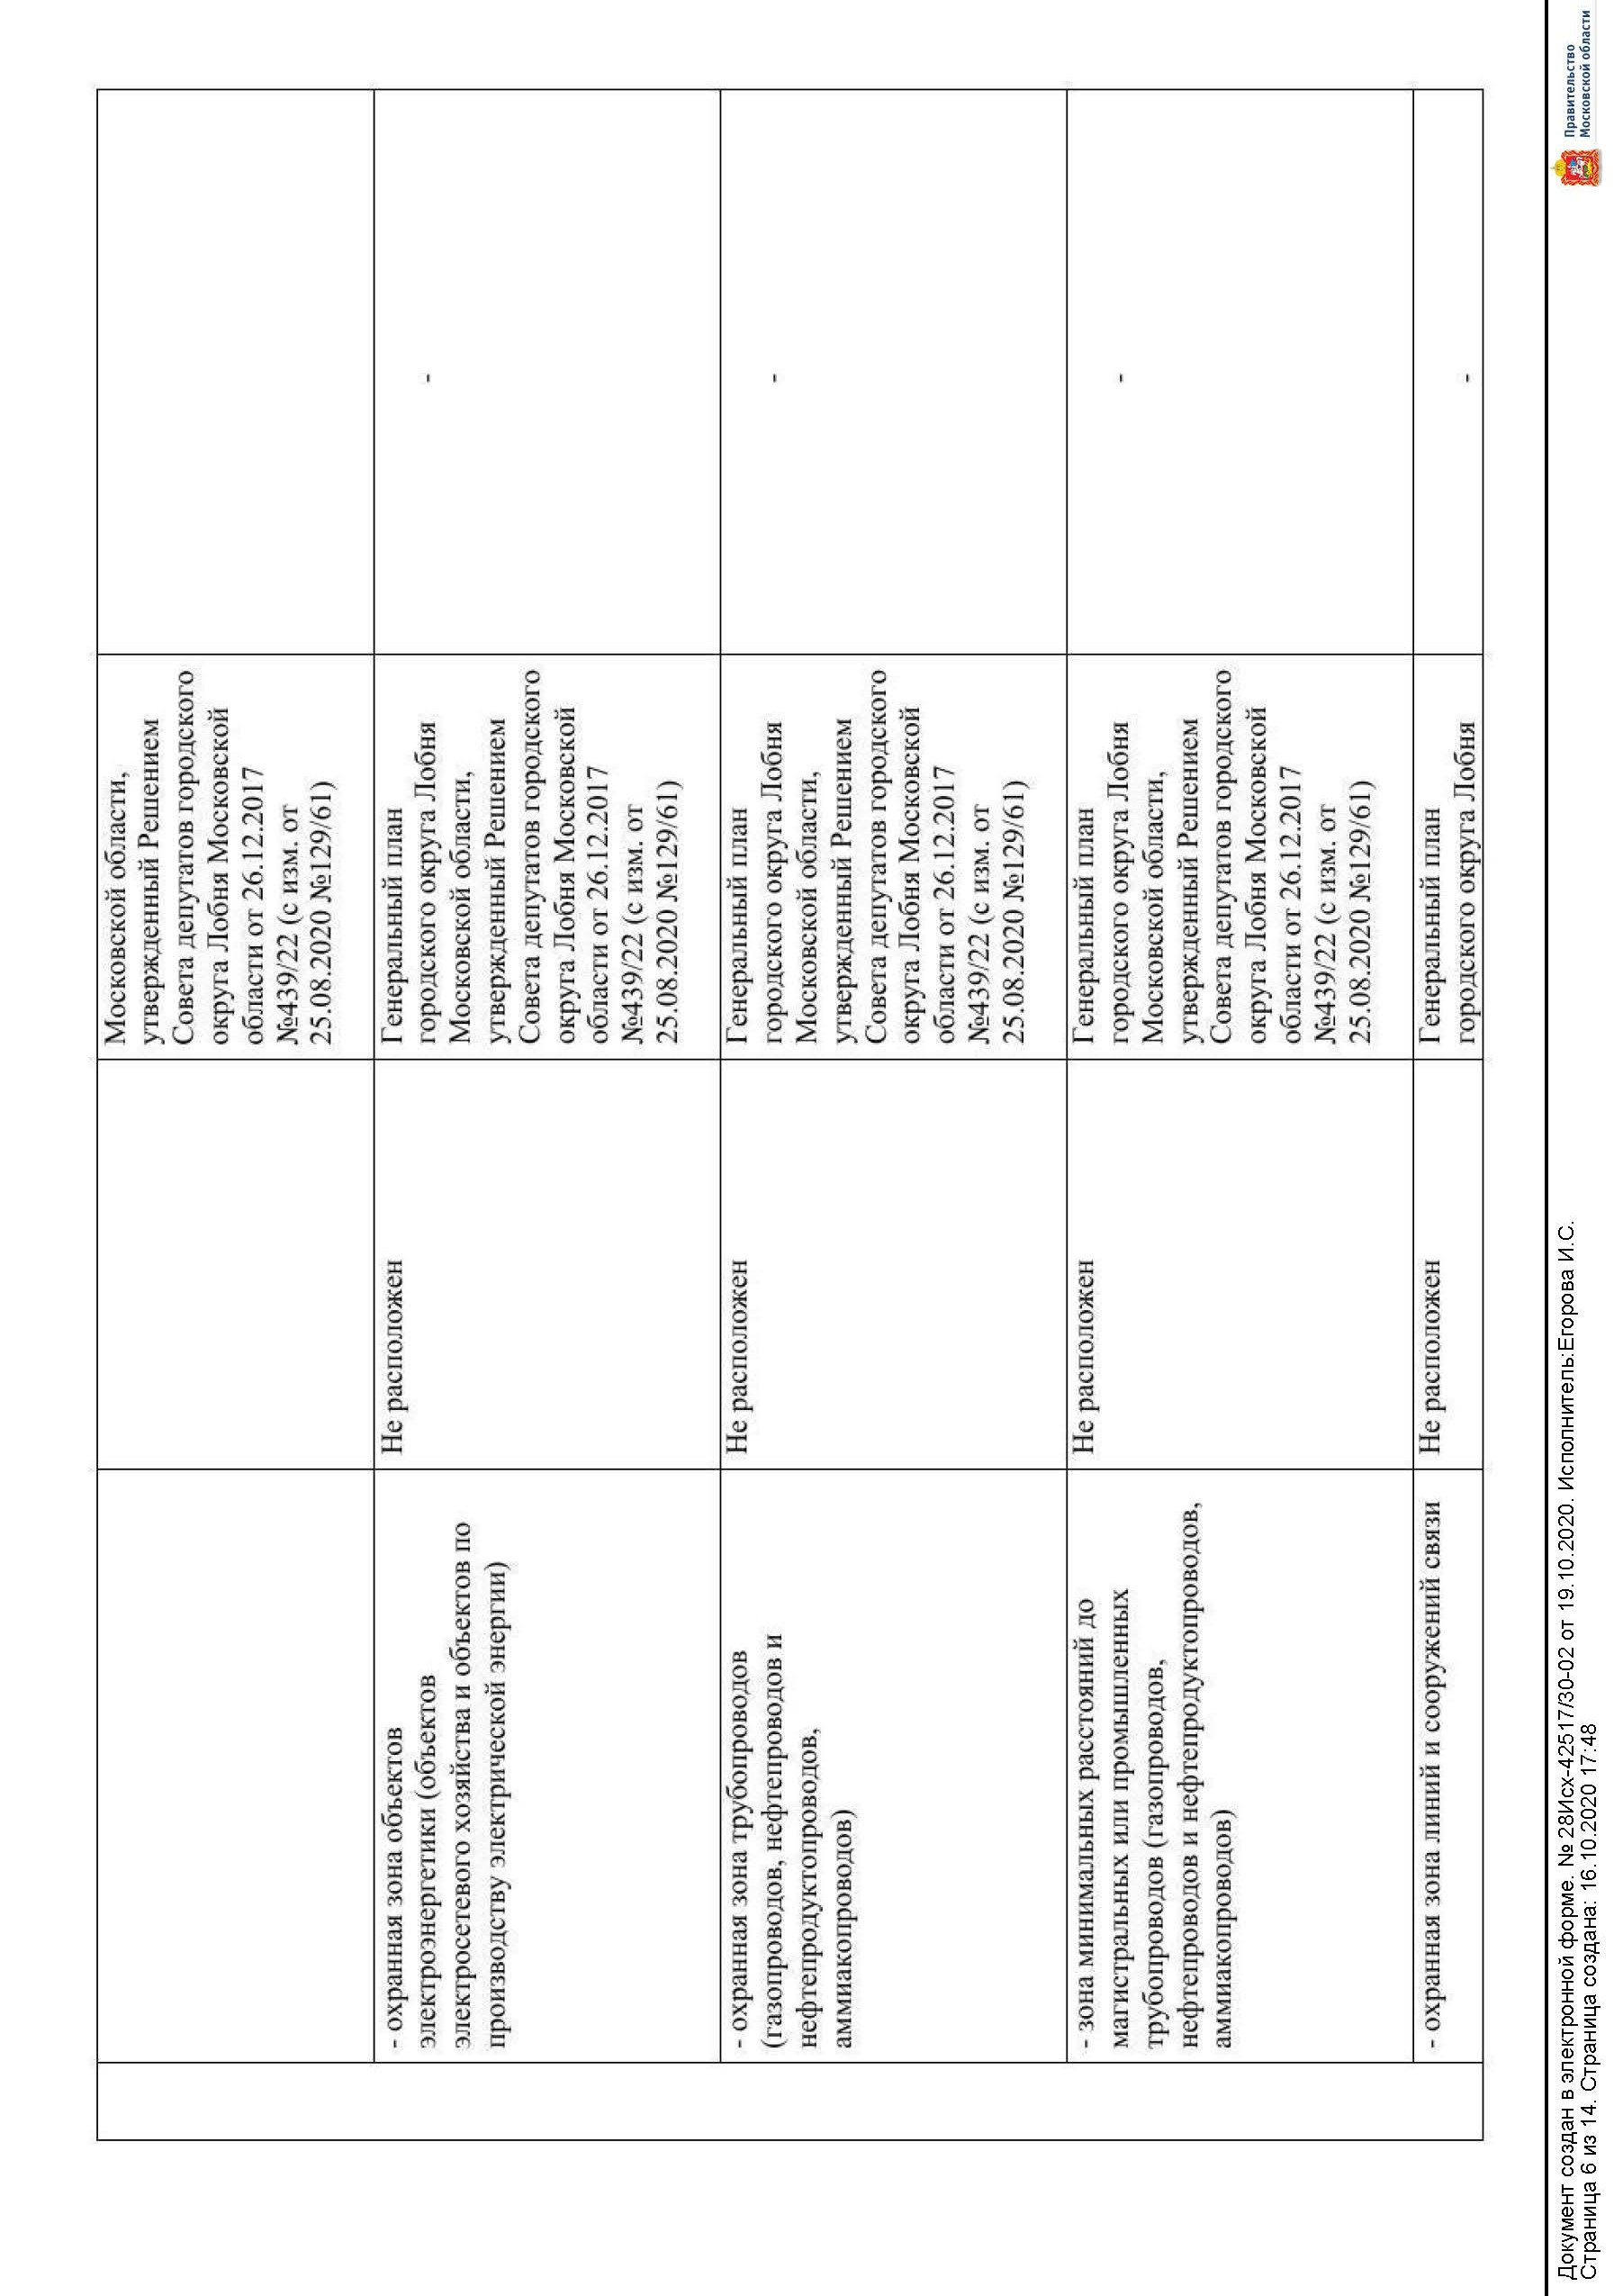 Московской области,
утвержденный Решением
Совета депутатов городского
округа Лобня Московской
области от 26.12.2017
№439/22 (с изм. от
25.08.2020 №129/61)
- охранная зона объектов
электроэнергетики (объектов
электросетевого хозяйства и объектов по
производству электрической энергии)
Не расположен
Генеральный план
городского округа Лобня
Московской области,
утвержденный Решением
Совета депутатов городского
округа Лобня Московской
области от 26.12.2017
№439/22 (с изм. от
25.08.2020 №129/61)
-
- охранная зона трубопроводов
(газопроводов, нефтепроводов и
нефтепродуктопроводов,
аммиакопроводов)
Не расположен
Генеральный план
городского округа Лобня
Московской области,
утвержденный Решением
Совета депутатов городского
округа Лобня Московской
области от 26.12.2017
№439/22 (с изм. от
25.08.2020 №129/61)
-
- зона минимальных расстояний до
магистральных или промышленных
трубопроводов (газопроводов,
нефтепроводов и нефтепродуктопроводов,
аммиакопроводов)
Не расположен
Генеральный план
городского округа Лобня
Московской области,
утвержденный Решением
Совета депутатов городского
округа Лобня Московской
области от 26.12.2017
№439/22 (с изм. от
25.08.2020 №129/61)
-
- охранная зона линий и сооружений связи
Не расположен
Генеральный план
городского округа Лобня
-
Документ создан в электронной форме. № 28Исх-42517/30-02 от 19.10.2020. Исполнитель:Егорова И.С.
Страница 6 из 14. Страница создана: 16.10.2020 17:48
Правительство
Московской области